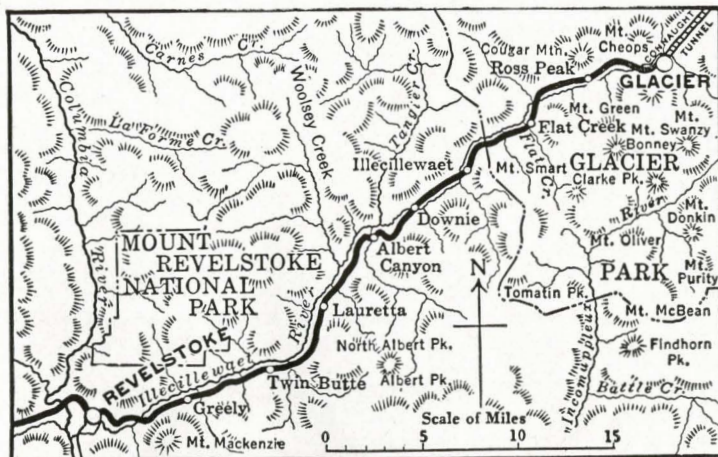 Carnes Cr.
Columbia
La Forme Cr.
Woolsey Creek
Tangier Cr.
Cougar Mtn.
Ross Peak
Mt.
Cheops
CONNAUGHT
TUNNEL
GLACIER
Mt. Green
Flat Creek
Mt. Swanzy
Bonney
Illecillewaet
Mt. Smart
Flat Cr.
GLACIER
Clarke Pk.
River
Mt.
Donkin
Downie
Albert
Canyon
Mt. Oliver
PARK
Mt.
Purity
MOUNT
REVELSTOKE
NATIONAL
PARK
River
N
Tomatin Pk.
Mt. McBean
Lauretta
River
North Albert Pk.
Albert Pk.
Incomappleux
Findhorn
Pk.
Battle Cr.
REVELSTOKE
Illecillewaet
Twin Butte
Greely
Mt. Mackenzie
Scale of Miles
0 5 10 15